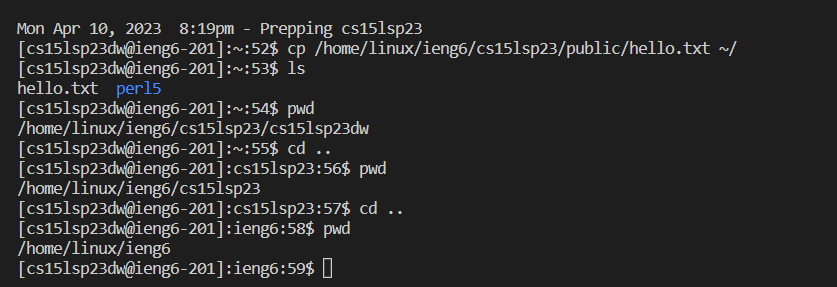 Mon Apr 10, 2023  8:19pm - Prepping cs15lsp23
[cs15lsp23dw@ieng6-201]:~:52$ cp /home/linux/ieng6/cs15lsp23/public/hello.txt ~/
[cs15lsp23dw@ieng6-201]:~:53$ ls
hello.txt  perl5
[cs15lsp23dw@ieng6-201]:~:54$ pwd
/home/linux/ieng6/cs15lsp23/cs15lsp23dw
[cs15lsp23dw@ieng6-201]:~:55$ cd ..
[cs15lsp23dw@ieng6-201]:cs15lsp23:56$ pwd
/home/linux/ieng6/cs15lsp23
[cs15lsp23dw@ieng6-201]:cs15lsp23:57$ cd ..
[cs15lsp23dw@ieng6-201]:ieng6:58$ pwd
/home/linux/ieng6
[cs15lsp23dw@ieng6-201]:ieng6:59$